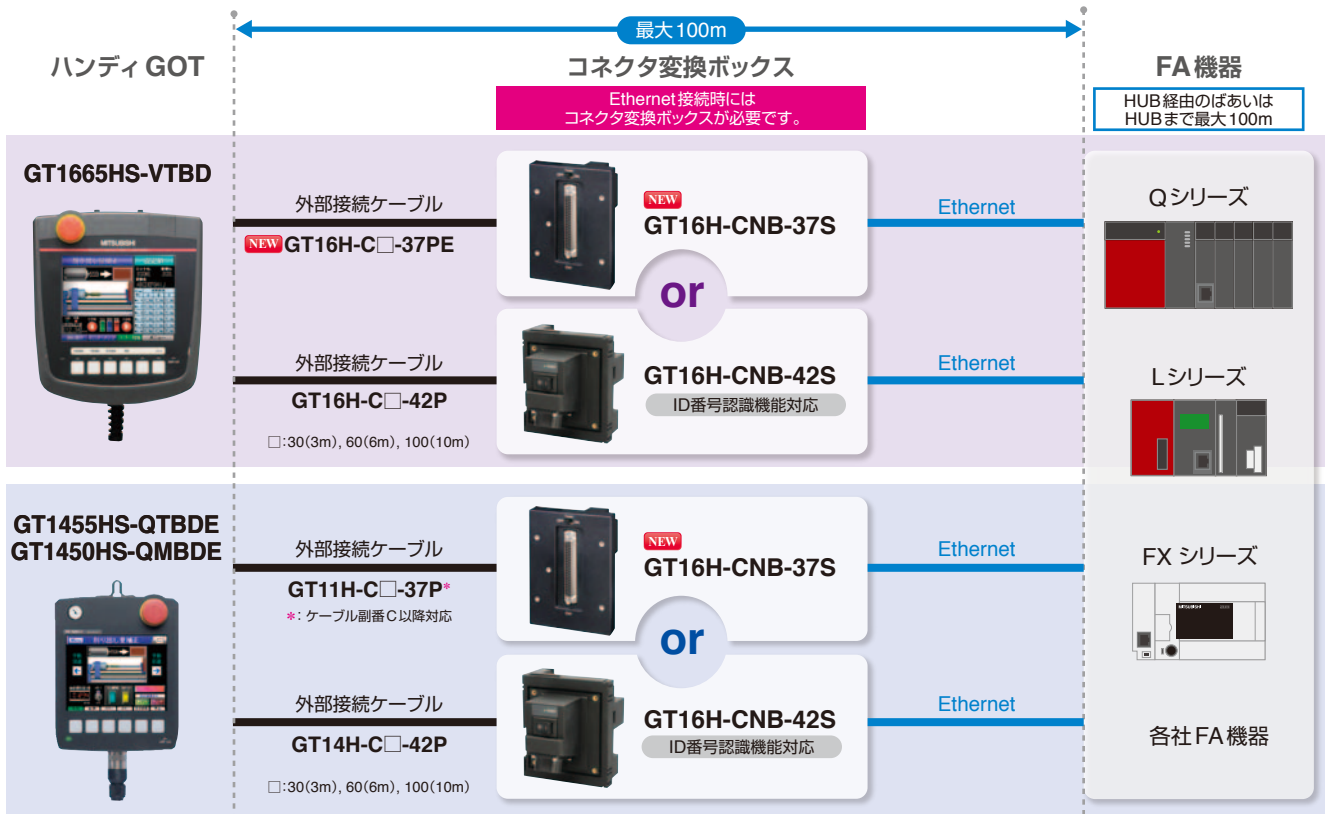 最大100m
ハンディGOT
コネクタ変換ボックス
FA機器
Ethernet接続時には
コネクタ変換ボックスが必要です。
HUB経由のばあいは
HUBまで最大100m
GT1665HS-VTBD
MITSUBISHI
外部接続ケーブル
NEW GT16H-C□-37PE
NEW
GT16H-CNB-37S
Ethernet
or
外部接続ケーブル
GT16H-C□-42P
□:30(3m), 60(6m), 100(10m)
GT16H-CNB-42S
ID番号認識機能対応
Ethernet
Qシリーズ
Lシリーズ
GT1455HS-QTBDE
GT1450HS-QMBDE
外部接続ケーブル
GT11H-C□-37P*
*: ケーブル副番C以降対応
NEW
GT16H-CNB-37S
Ethernet
or
外部接続ケーブル
GT14H-C□-42P
□:30(3m), 60(6m), 100(10m)
GT16H-CNB-42S
ID番号認識機能対応
Ethernet
FX シリーズ
MITSUBISHI
各社FA機器